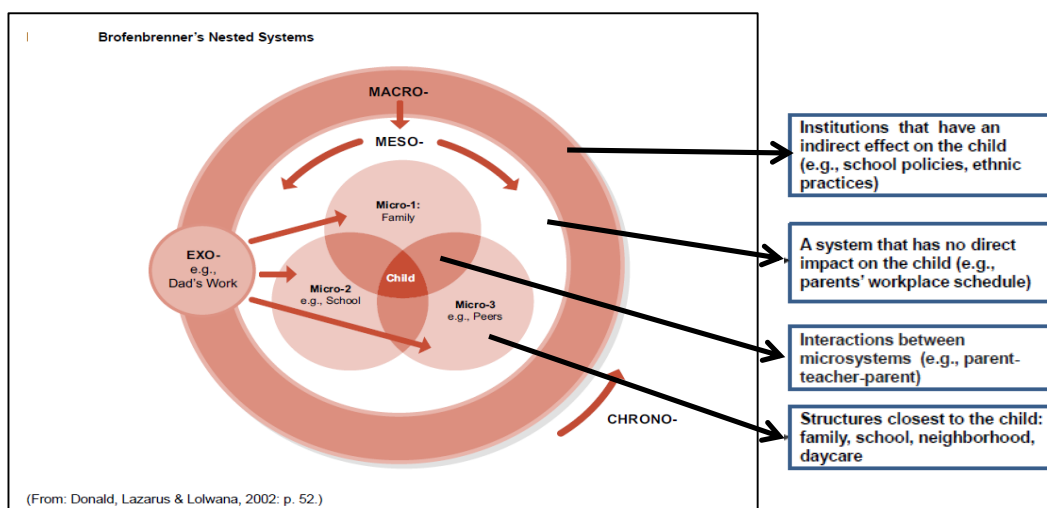 Brofenbrenner's Nested Systems
MACRO-
MESO-
Micro-1:
Family
EXO-
e.g.,
Dad's Work
Micro-2
e.g., School
Child
Micro-3
e.g., Peers
CHRONO-
(From: Donald, Lazarus & Lolwana, 2002: p. 52.)
Institutions that have an
indirect effect on the child
(e.g., school policies, ethnic
practices)
A system that has no direct
impact on the child (e.g.,
parents' workplace schedule)
Interactions between
microsystems (e.g., parent-
teacher-parent)
Structures closest to the child:
family, school, neighborhood,
daycare